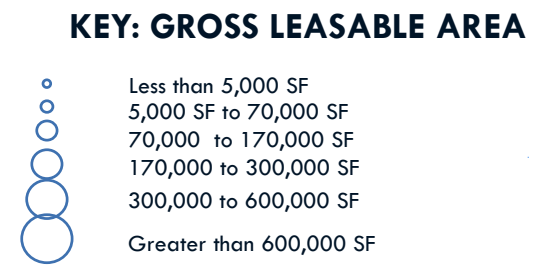 KEY: GROSS LEASABLE AREA
Less than 5,000 SF
5,000 SF to 70,000 SF
70,000  to 170,000 SF
170,000 to 300,000 SF
300,000 to 600,000 SF
Greater than 600,000 SF